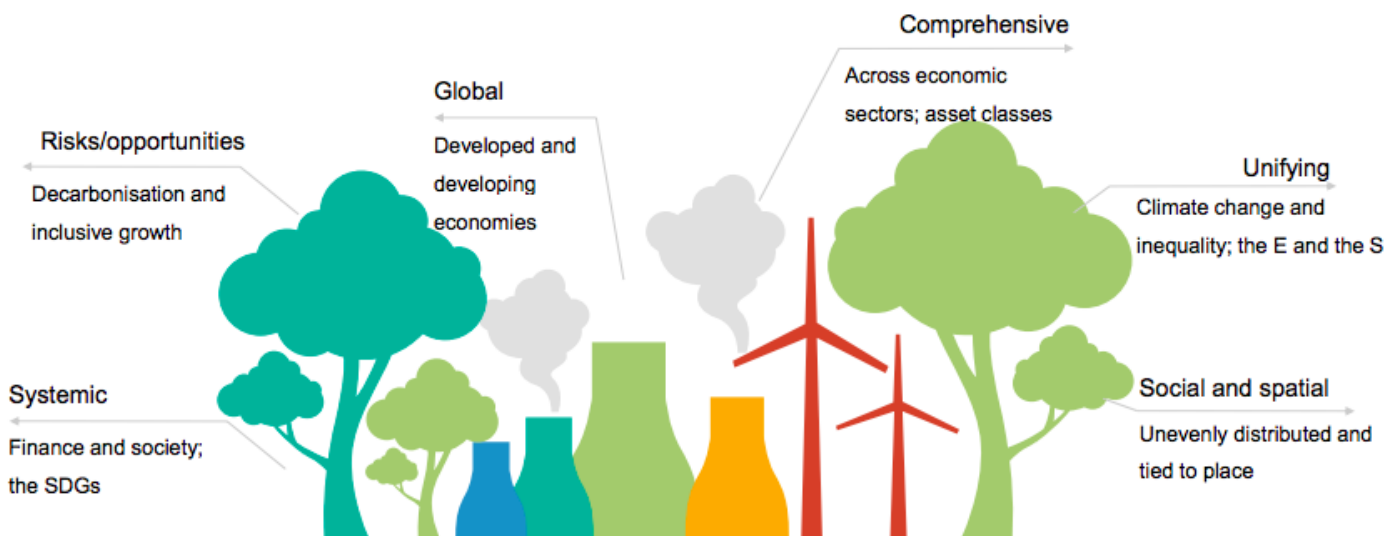 Systemic
Finance and society;
the SDGs
Risks/opportunities
Decarbonisation and
inclusive growth
Global
Developed and
developing
economies
Comprehensive
Across economic
sectors; asset classes
Unifying
Climate change and
inequality; the E and the S
Social and spatial
Unevenly distributed and
tied to place